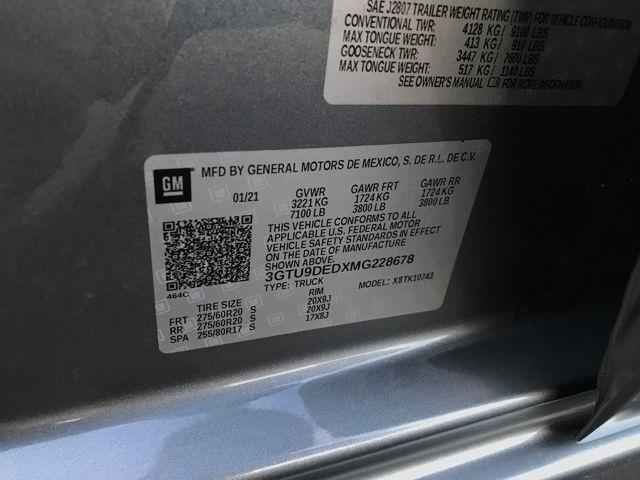 SAE J2807 TRAILER WEIGHT RATING (TWR) FOR VEHICLE CONFIGURATION
CONVENTIONAL TWR: 4128 KG / 9100 LBS
MAX TONGUE WEIGHT: 413 KG / 910 LBS
GOOSENECK TWR: 3447 KG / 7600 LBS
MAX TONGUE WEIGHT: 517 KG / 1140 LBS
SEE OWNER'S MANUAL FOR MORE INFORMATION
GM
MFD BY GENERAL MOTORS DE MEXICO, S. DE R.L. DE C.V.
01/21 GVWR GAWR FRT GAWR RR
3221 KG 1724 KG 1724 KG
7100 LB 3800 LB 3800 LB
THIS VEHICLE CONFORMS TO ALL
APPLICABLE U.S. FEDERAL MOTOR
VEHICLE SAFETY STANDARDS IN EFFECT
ON THE DATE OF MANUFACTURE
SHOWN ABOVE.
3GTU9DEDXMG228678
TYPE: TRUCK MODEL: X8TK10743
464C
TIRE SIZE RIM
FRT 275/60R20 S 20X9J
RR 275/60R20 S 20X9J
SPA 255/80R17 S 17X8J